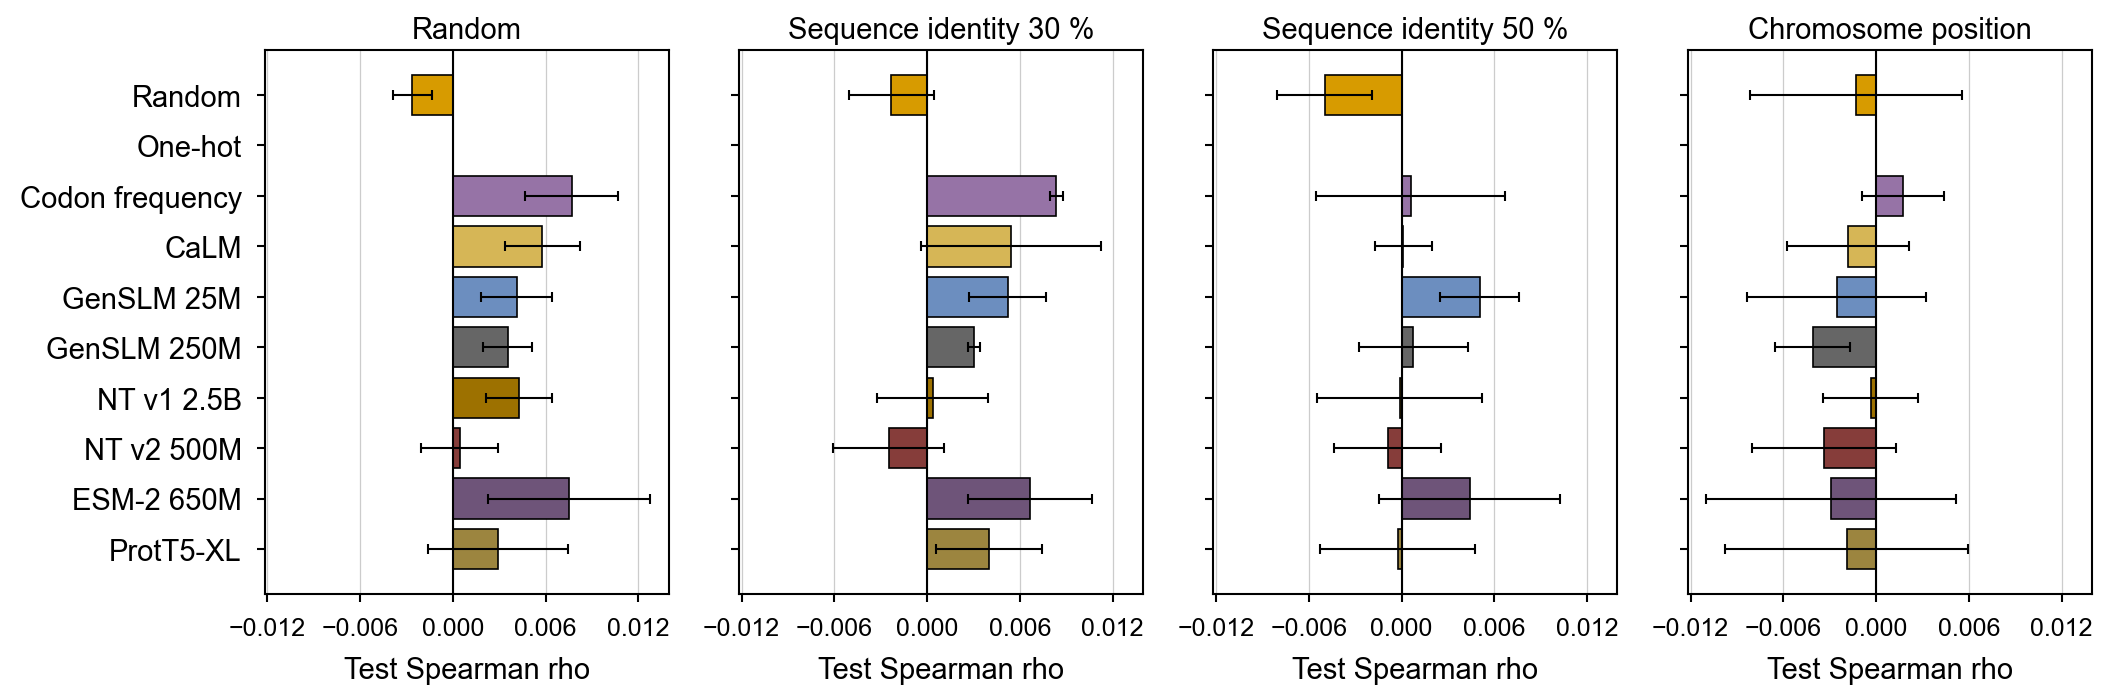 Random
Sequence identity 30 %
Sequence identity 50 %
Chromosome position
Random
One-hot
Codon frequency
CaLM
GenSLM 25M
GenSLM 250M
NT v1 2.5B
NT v2 500M
ESM-2 650M
ProtT5-XL
−0.012 −0.006 0.000 0.006 0.012
−0.012 −0.006 0.000 0.006 0.012
−0.012 −0.006 0.000 0.006 0.012
−0.012 −0.006 0.000 0.006 0.012
Test Spearman rho
Test Spearman rho
Test Spearman rho
Test Spearman rho